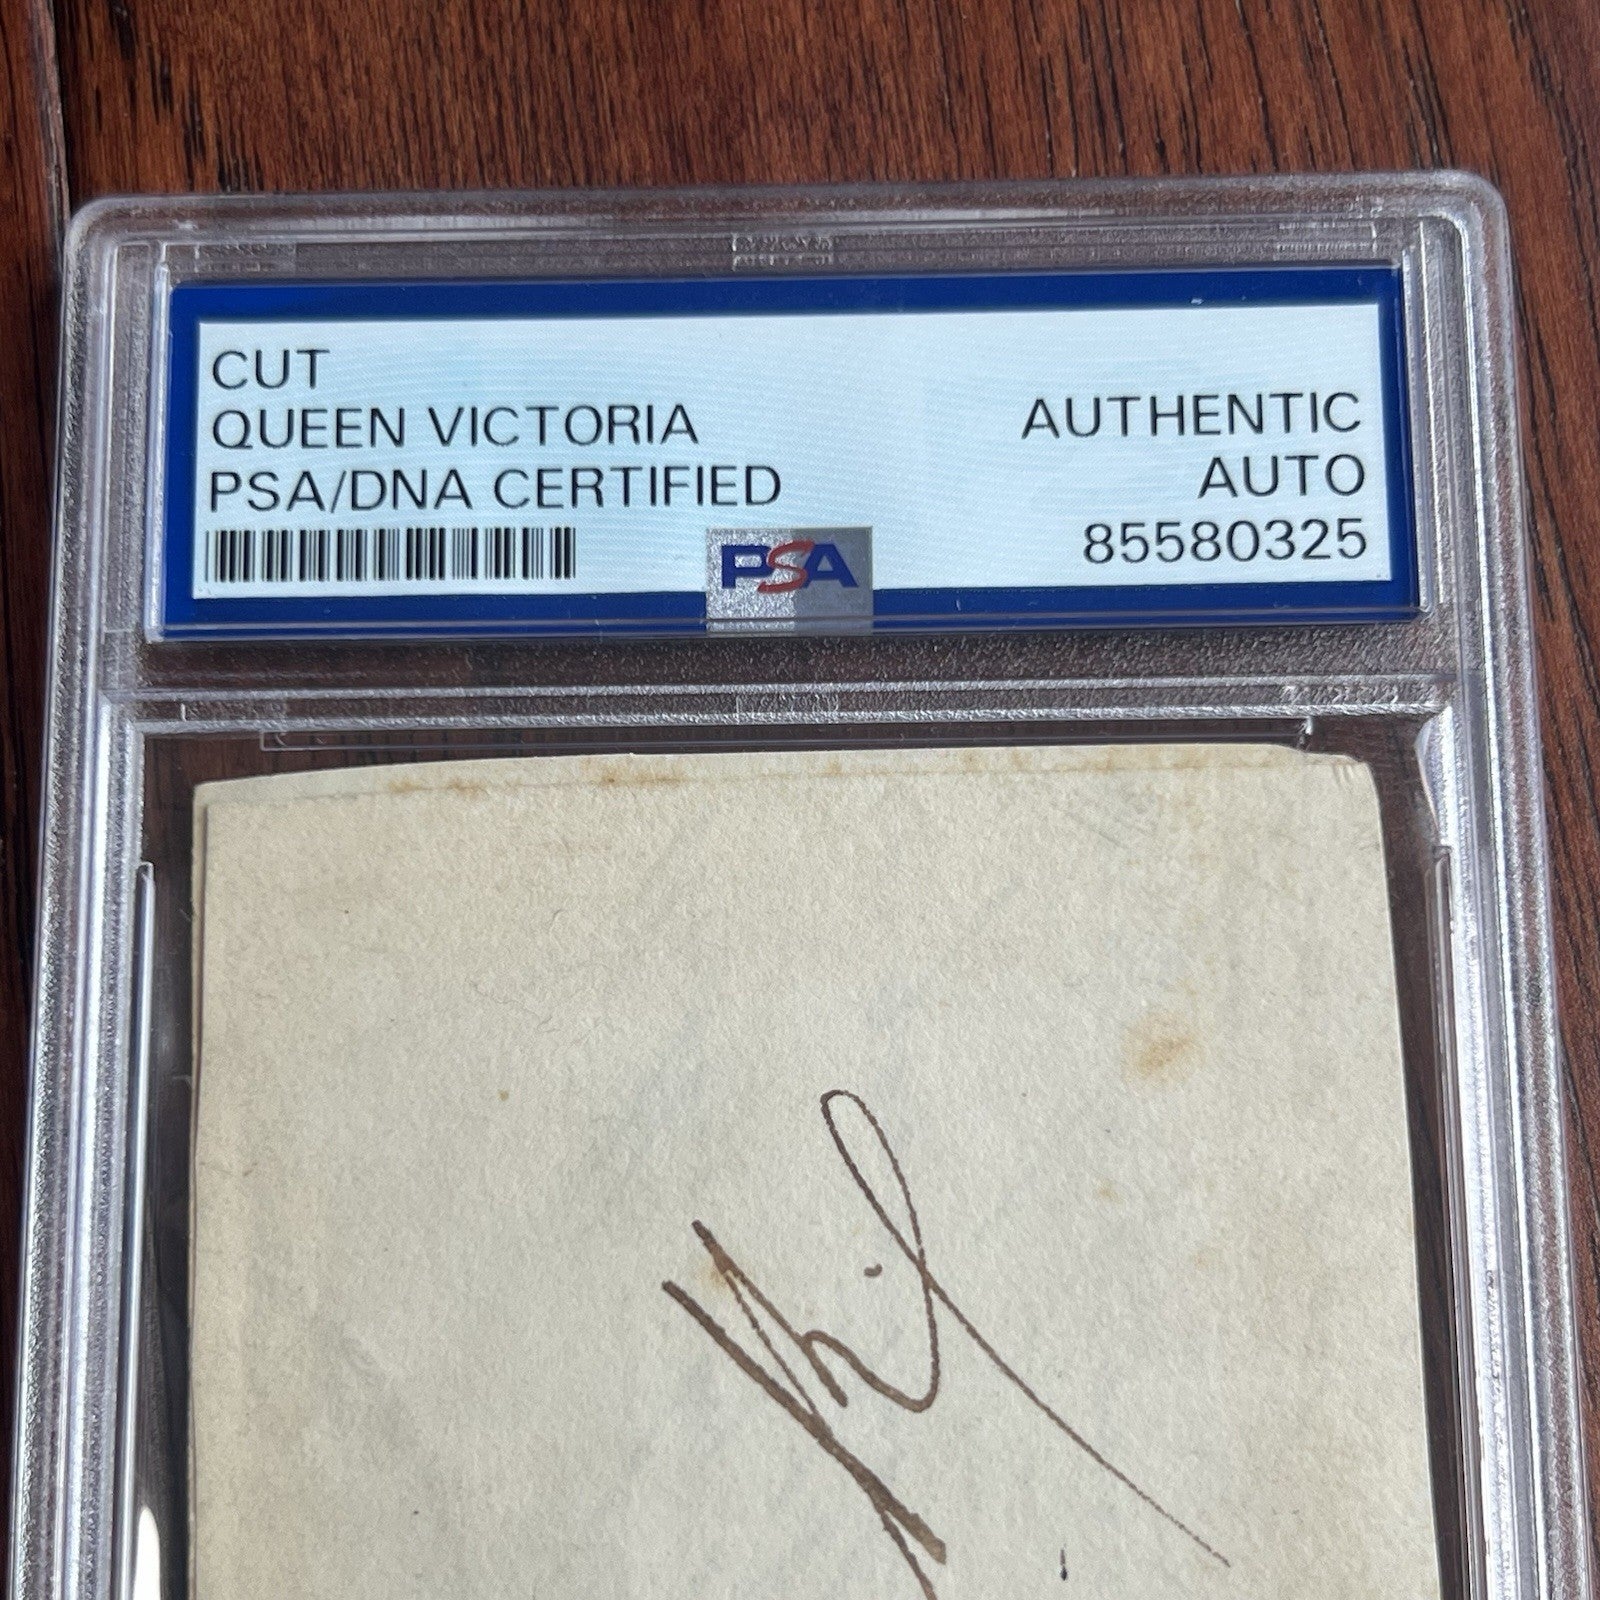 CUT
QUEEN VICTORIA
PSA/DNA CERTIFIED
AUTHENTIC
AUTO
85580325
PSA